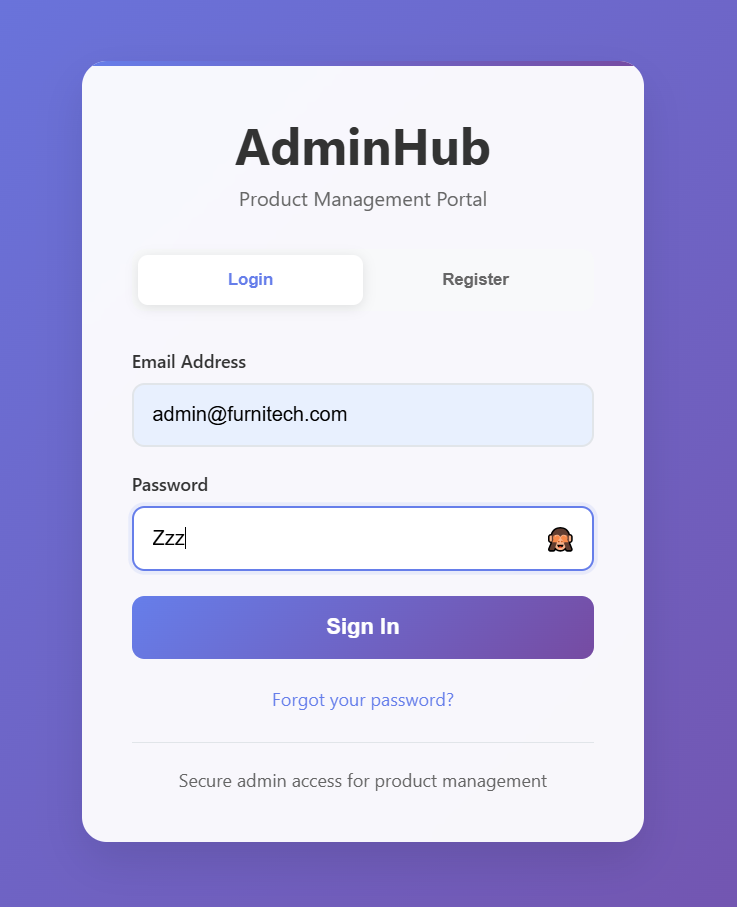 AdminHub
Product Management Portal
Login
Register
Email Address
admin@furnitech.com
Password
Zzz
Sign In
Forgot your password?
Secure admin access for product management